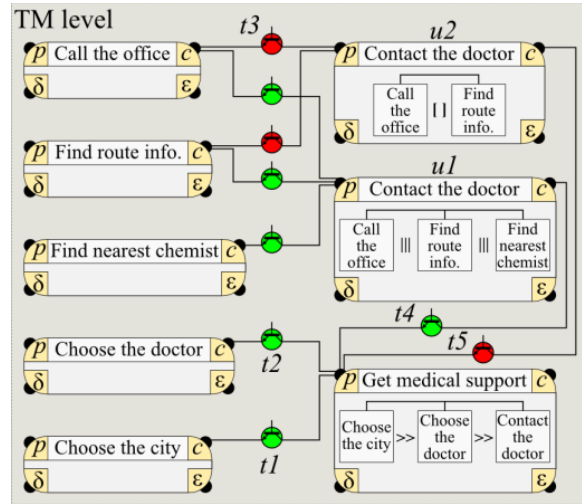 TM level
t3
u2
p Call the office c
δ ε
p Contact the doctor c
Call the office [ ] Find route info.
δ ε
p Find route info. c
δ ε
u1
p Contact the doctor c
Call the office ||| Find route info. ||| Find nearest chemist
δ ε
p Find nearest chemist c
δ ε
t4
t5
p Choose the doctor c
δ ε
t2
p Get medical support c
Choose the city >> Choose the doctor >> Contact the doctor
δ ε
p Choose the city c
δ ε
t1